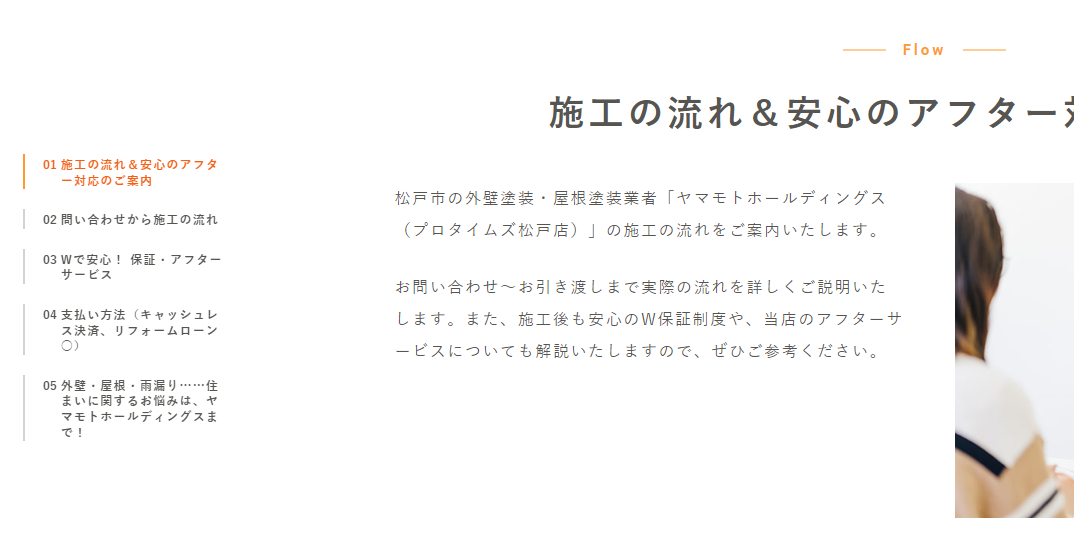 Flow
施工の流れ＆安心のアフター
01 施工の流れ＆安心のアフタ
ー対応のご案内
02 問い合わせから施工の流れ
03 Wで安心！ 保証・アフター
サービス
04 支払い方法（キャッシュレ
ス決済、リフォームローン
〇）
05 外壁・屋根・雨漏り……住
まいに関するお悩みは、ヤ
マモトホールディングスま
で！
松戸市の外壁塗装・屋根塗装業者「ヤマモトホールディングス
（プロタイムズ松戸店）」の施工の流れをご案内いたします。
お問い合わせ～お引き渡しまで実際の流れを詳しくご説明いた
します。また、施工後も安心のW保証制度や、当店のアフターサ
ービスについても解説いたしますので、ぜひご参考ください。